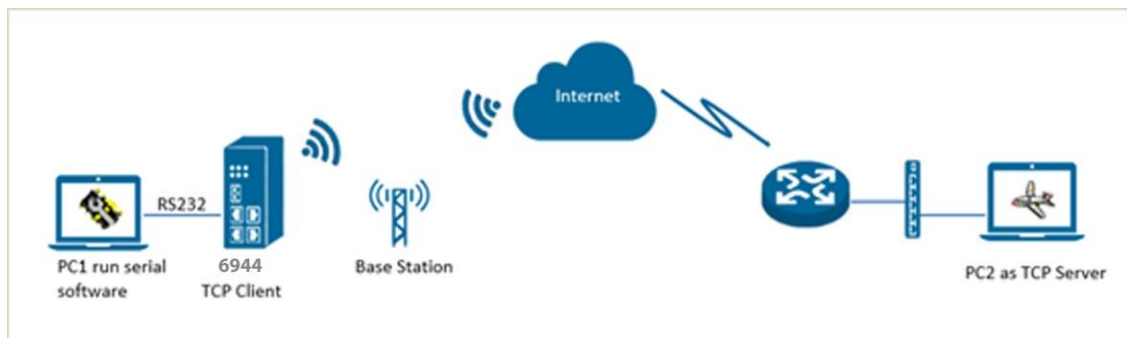 Internet
RS232
PC1 run serial
software
6944
TCP Client
Base Station
PC2 as TCP Server